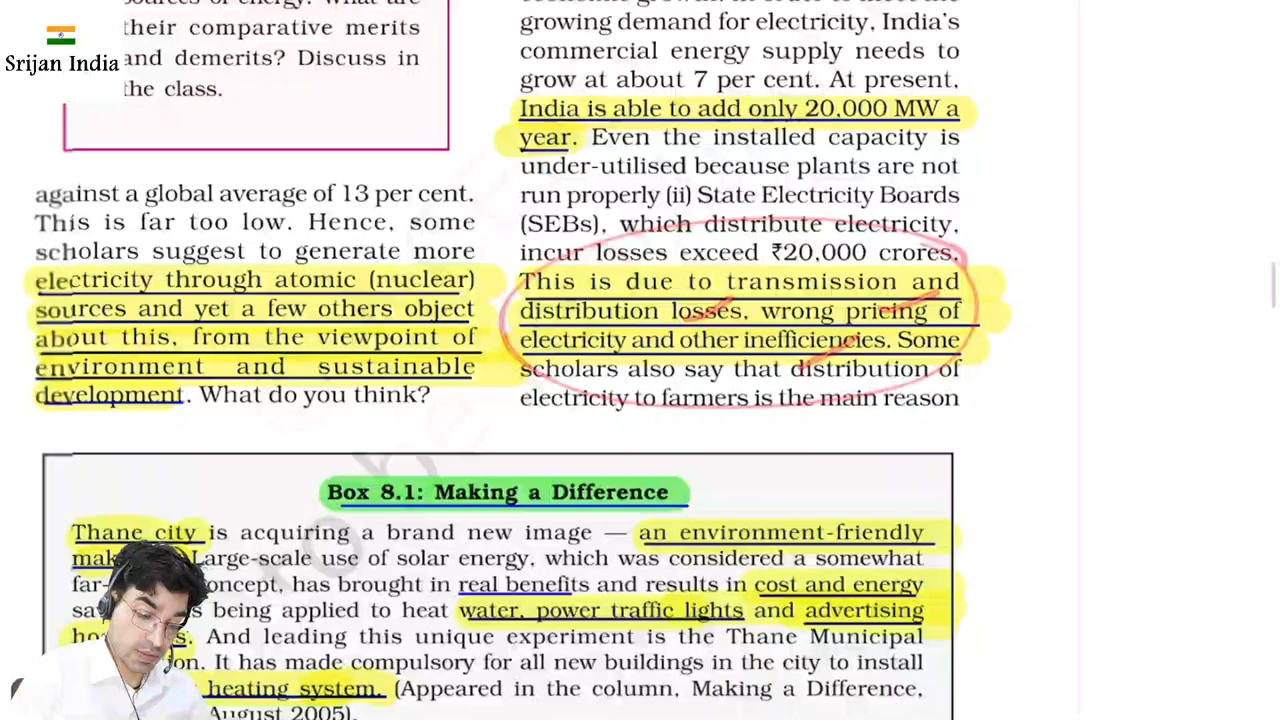 sources of energy. What are
their comparative merits
and demerits? Discuss in
the class.
Srijan India
against a global average of 13 per cent.
This is far too low. Hence, some
scholars suggest to generate more
electricity through atomic (nuclear)
sources and yet a few others object
about this, from the viewpoint of
environment and sustainable
development. What do you think?
growing demand for electricity, India's
commercial energy supply needs to
grow at about 7 per cent. At present,
India is able to add only 20,000 MW a
year. Even the installed capacity is
under-utilised because plants are not
run properly (ii) State Electricity Boards
(SEBs), which distribute electricity,
incur losses exceed ₹20,000 crores.
This is due to transmission and
distribution losses, wrong pricing of
electricity and other inefficiencies. Some
scholars also say that distribution of
electricity to farmers is the main reason
Box 8.1: Making a Difference
Thane city is acquiring a brand new image — an environment-friendly
Large-scale use of solar energy, which was considered a somewhat
has brought in real benefits and results in cost and energy
being applied to heat water, power traffic lights and advertising
And leading this unique experiment is the Thane Municipal
It has made compulsory for all new buildings in the city to install
heating system. (Appeared in the column, Making a Difference,
August 2005).